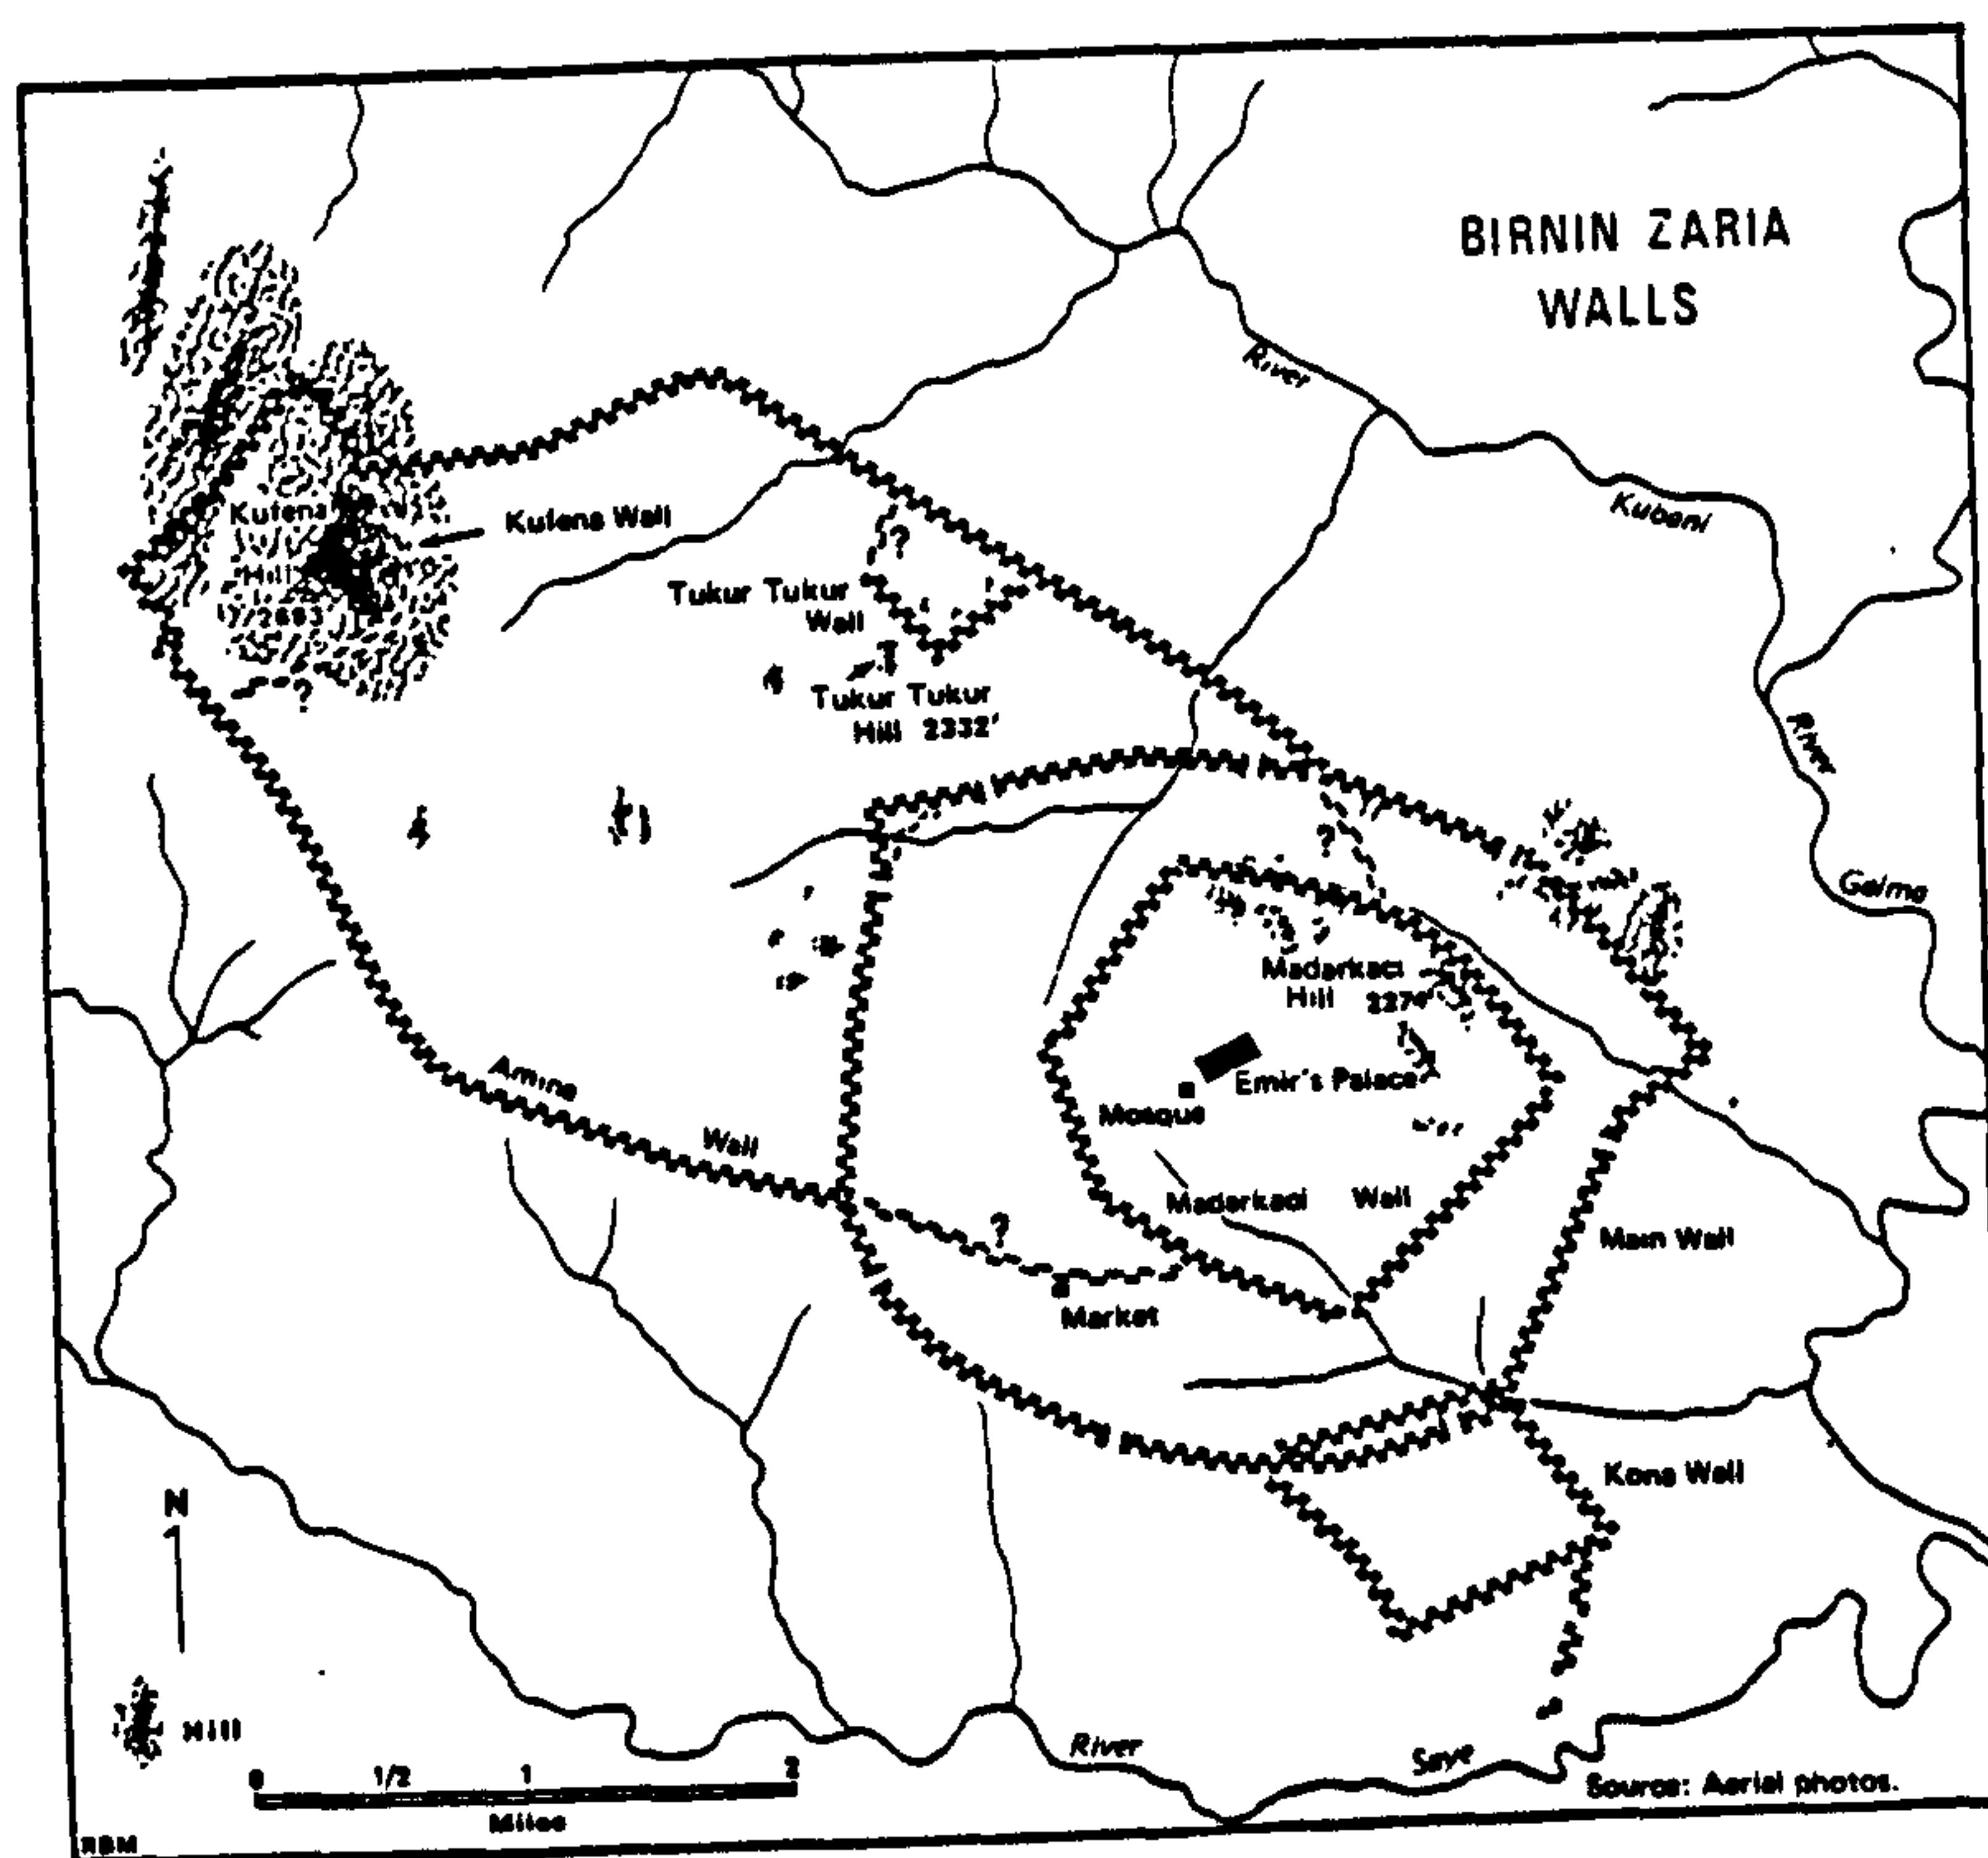 BIRNIN ZARIA
WALLS
River
Kubani
Kufena
Hill
Kufena Wall
Tukur Tukur
Wall
Tukur Tukur
Hill 2332'
?
?
?
River
Galma
Madarkaci
Hill
Emir's Palace
Mosque
Amina
Wall
Madarkaci Wall
Main Wall
?
Market
Kona Wall
N
Hill
River
Saye
0 1/2 1 2
Miles
Source: Aerial photos.
RBM